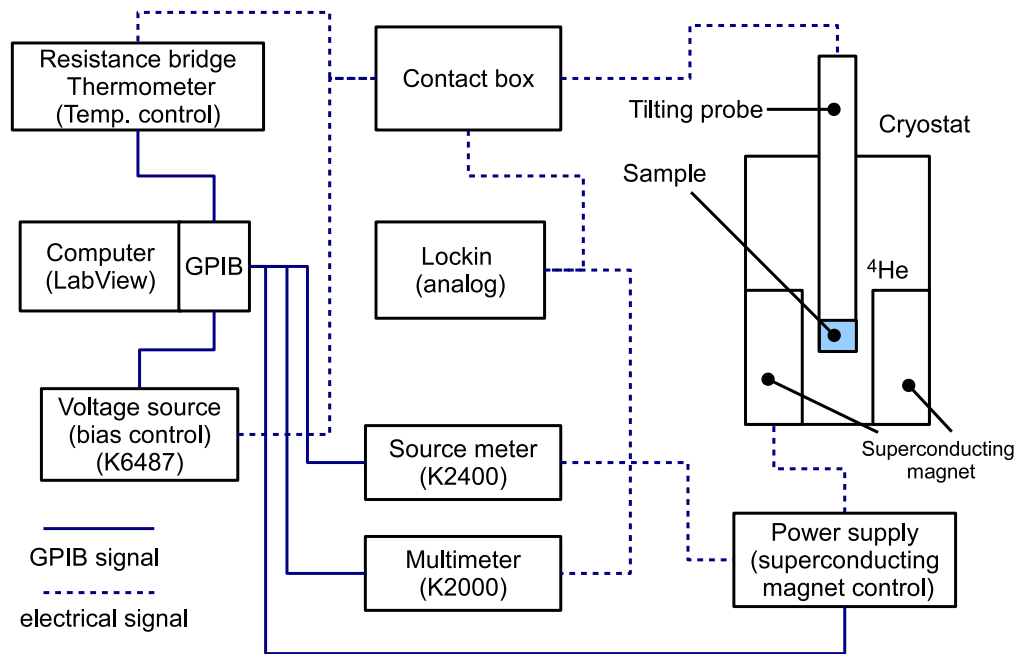 Resistance bridge
Thermometer
(Temp. control)
Contact box
Tilting probe
Cryostat
Sample
Computer
(LabView)
GPIB
Lockin
(analog)
⁴He
Voltage source
(bias control)
(K6487)
Source meter
(K2400)
Superconducting
magnet
GPIB signal
Multimeter
(K2000)
Power supply
(superconducting
magnet control)
electrical signal